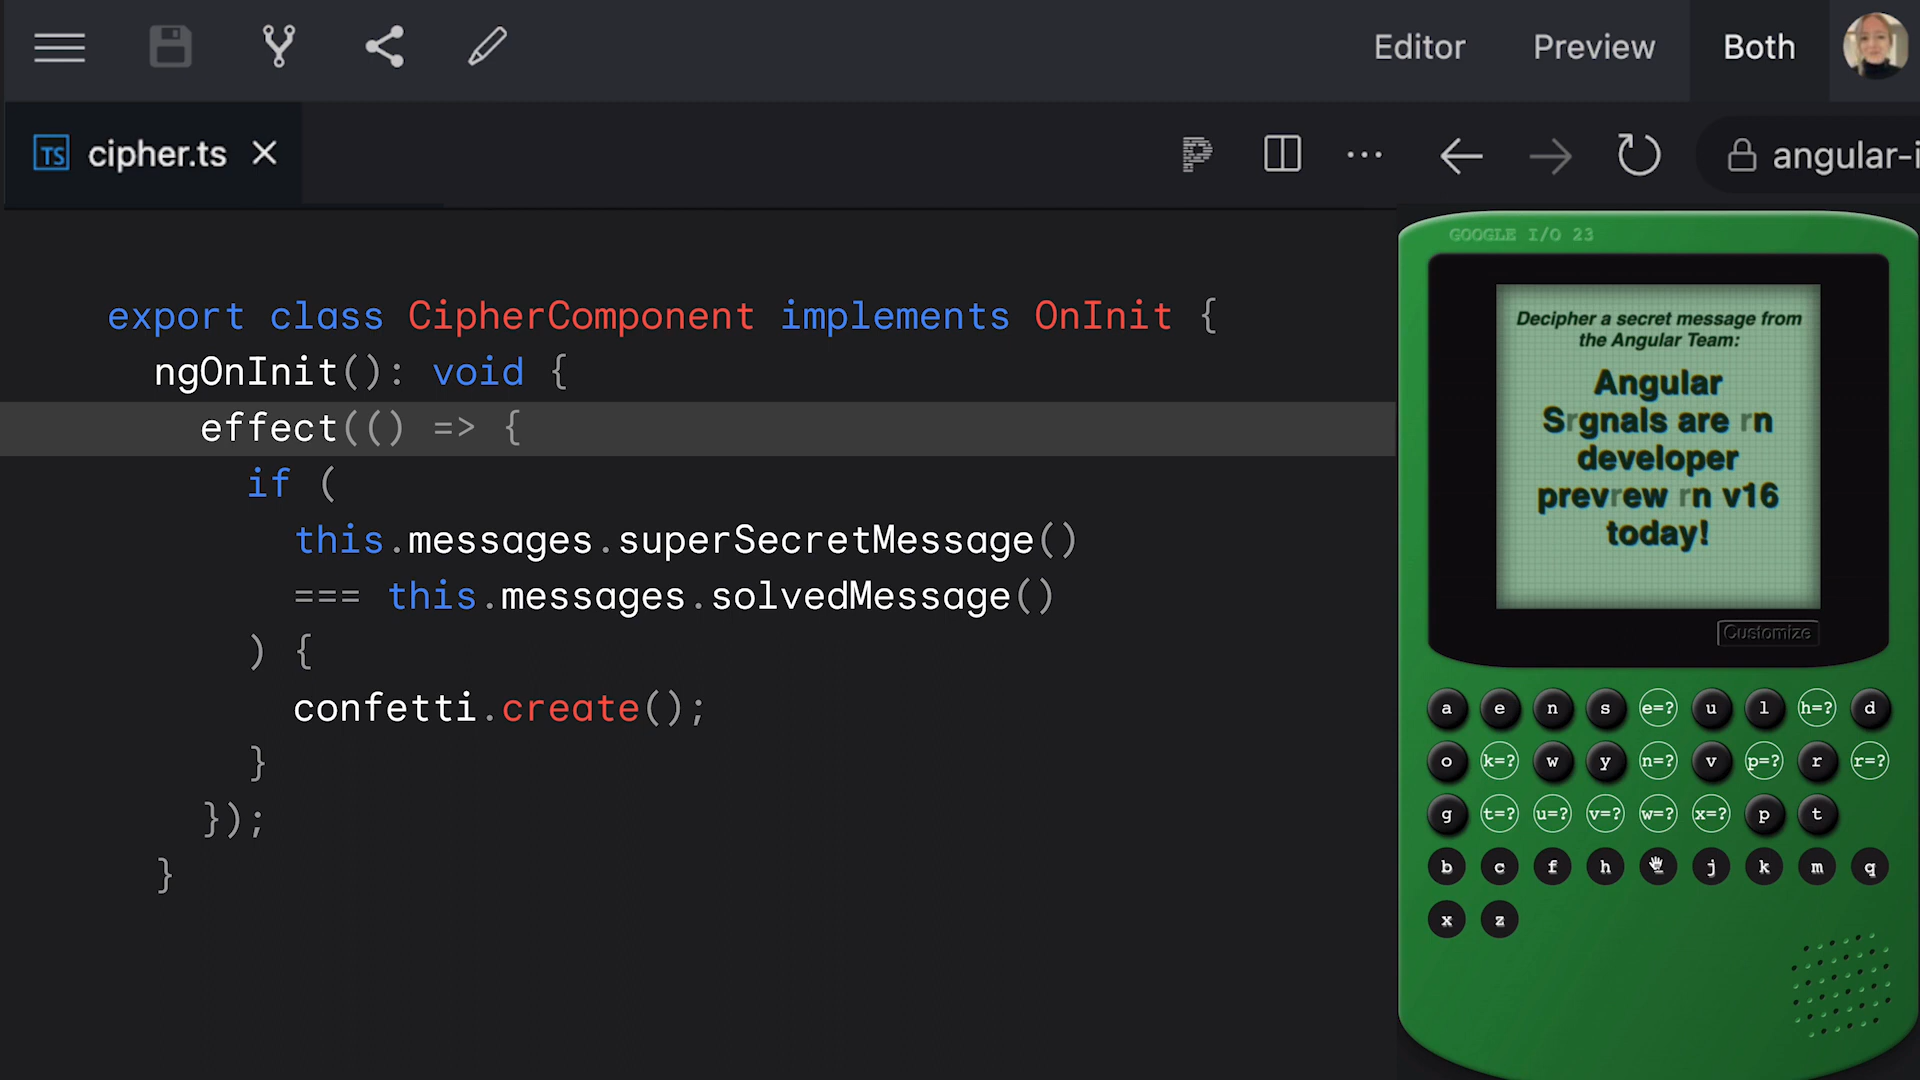 Editor Preview Both
TS cipher.ts
angular-i
export class CipherComponent implements OnInit {
ngOnInit(): void {
effect(() => {
if (
this.messages.superSecretMessage()
=== this.messages.solvedMessage()
) {
confetti.create();
}
});
}
GOOGLE I/O 23
Decipher a secret message from
the Angular Team:
Angular
Srgnals are rn
developer
prevrew rn v16
today!
Customize
a e n s e=? u l h=? d
o k=? w y n=? v p=? r r=?
g t=? u=? v=? w=? x=? p t
b c f h j k m q
x z